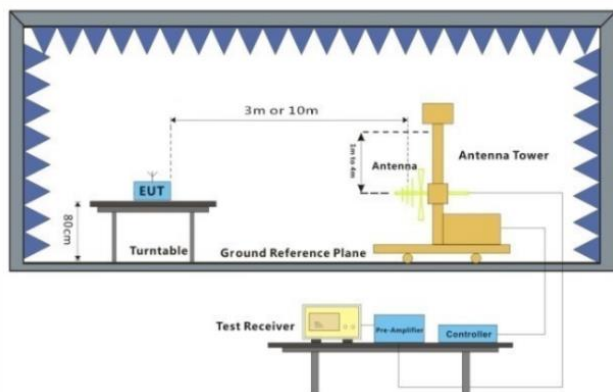 3m or 10m
1m to 4m
Antenna
Antenna Tower
EUT
80cm
Turntable
Ground Reference Plane
Test Receiver
Pre-Amplifier
Controller